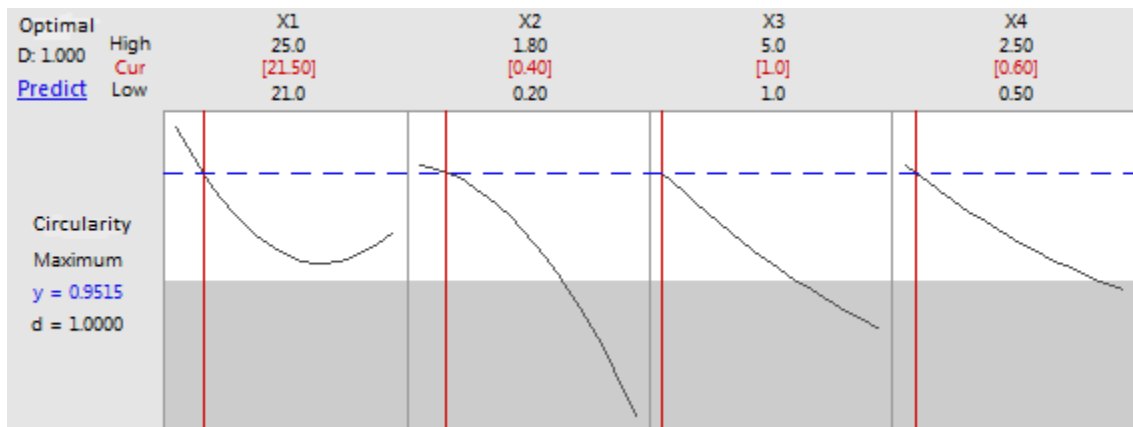 Optimal
D: 1.000
Predict
High
Cur
Low
X1
25.0
[21.50]
21.0
X2
1.80
[0.40]
0.20
X3
5.0
[1.0]
1.0
X4
2.50
[0.60]
0.50
Circularity
Maximum
y = 0.9515
d = 1.0000